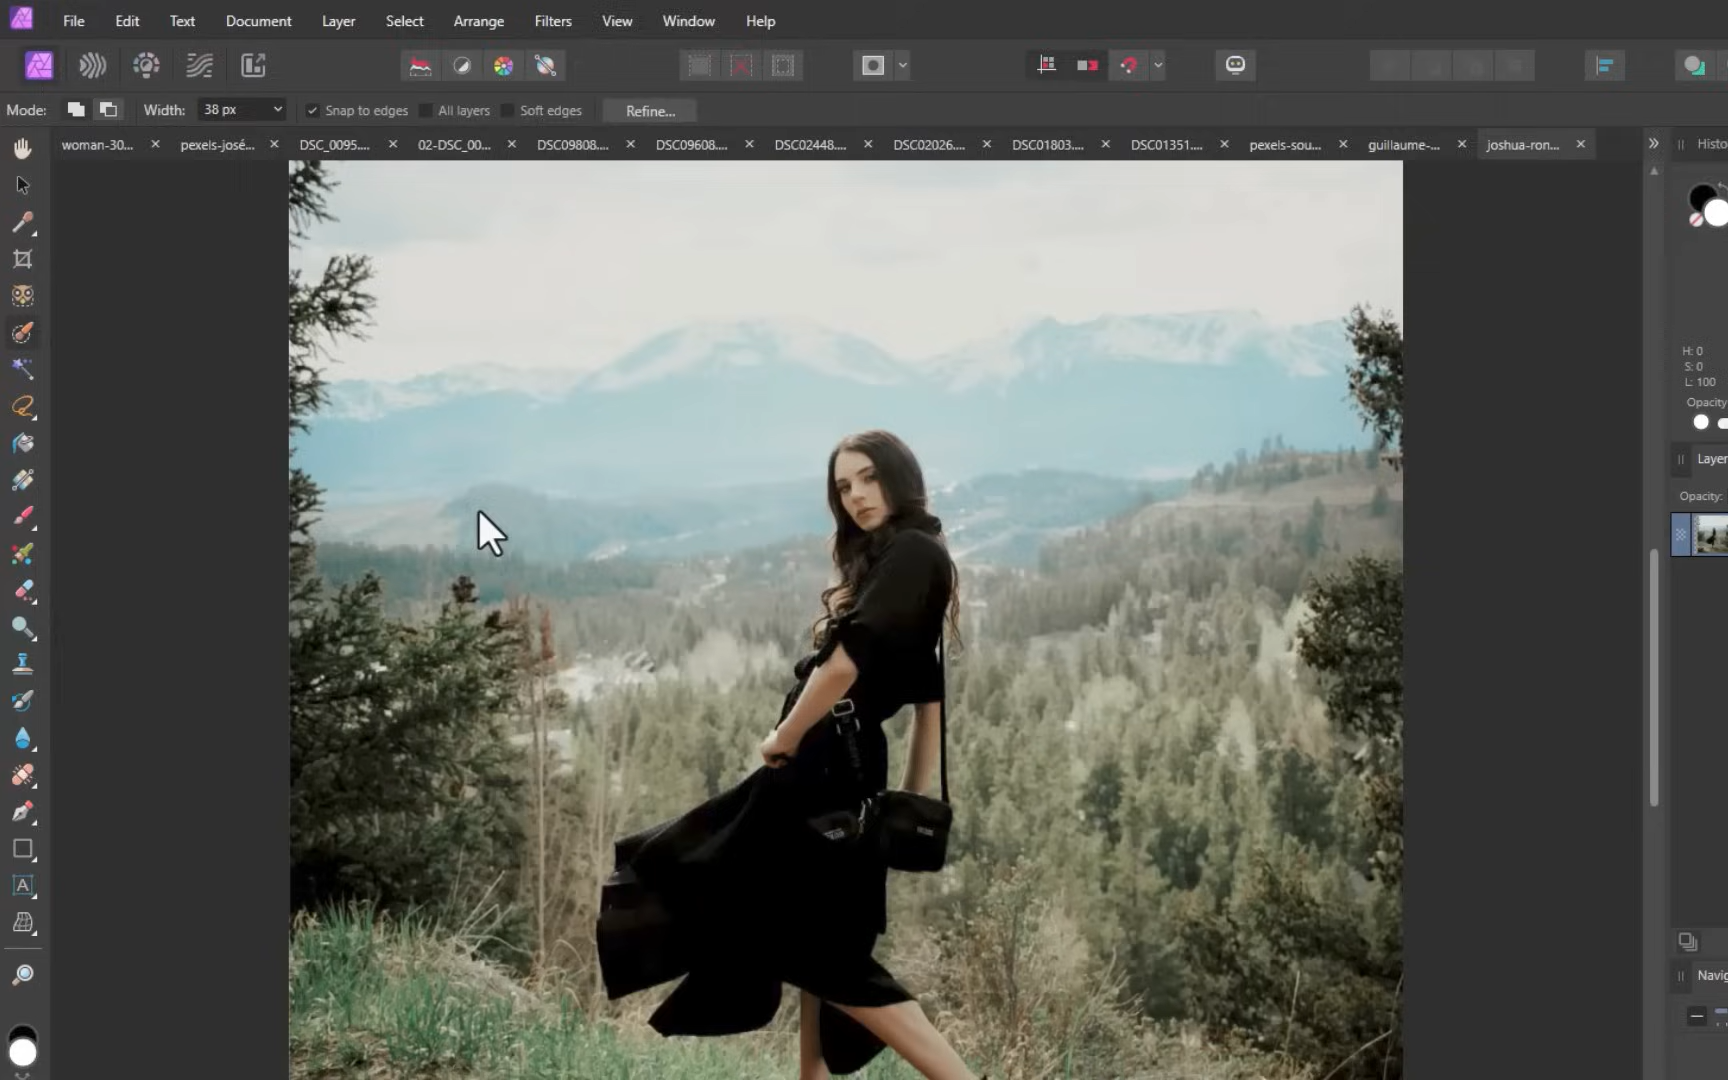 File Edit Text Document Layer Select Arrange Filters View Window Help
Mode: Width: 38 px Snap to edges All layers Soft edges Refine...
woman-30... pexels-josé... DSC_0095.... 02-DSC_00... DSC09808.... DSC09608.... DSC02448.... DSC02026.... DSC01803.... DSC01351.... pexels-sou... guillaume-... joshua-ron... Histo
H: 0
S: 0
L: 100
Opacity
Layer
Opacity:
A
Navig